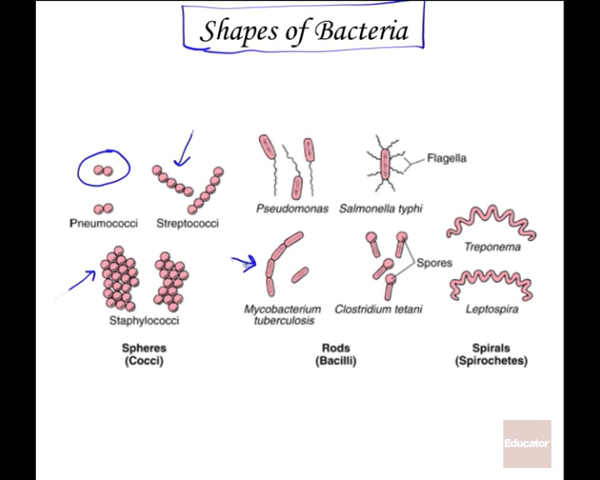 Shapes of Bacteria
Flagella
Pneumococci
Streptococci
Pseudomonas
Salmonella typhi
Treponema
Spores
Staphylococci
Mycobacterium
tuberculosis
Clostridium tetani
Leptospira
Spheres
(Cocci)
Rods
(Bacilli)
Spirals
(Spirochetes)
Educator